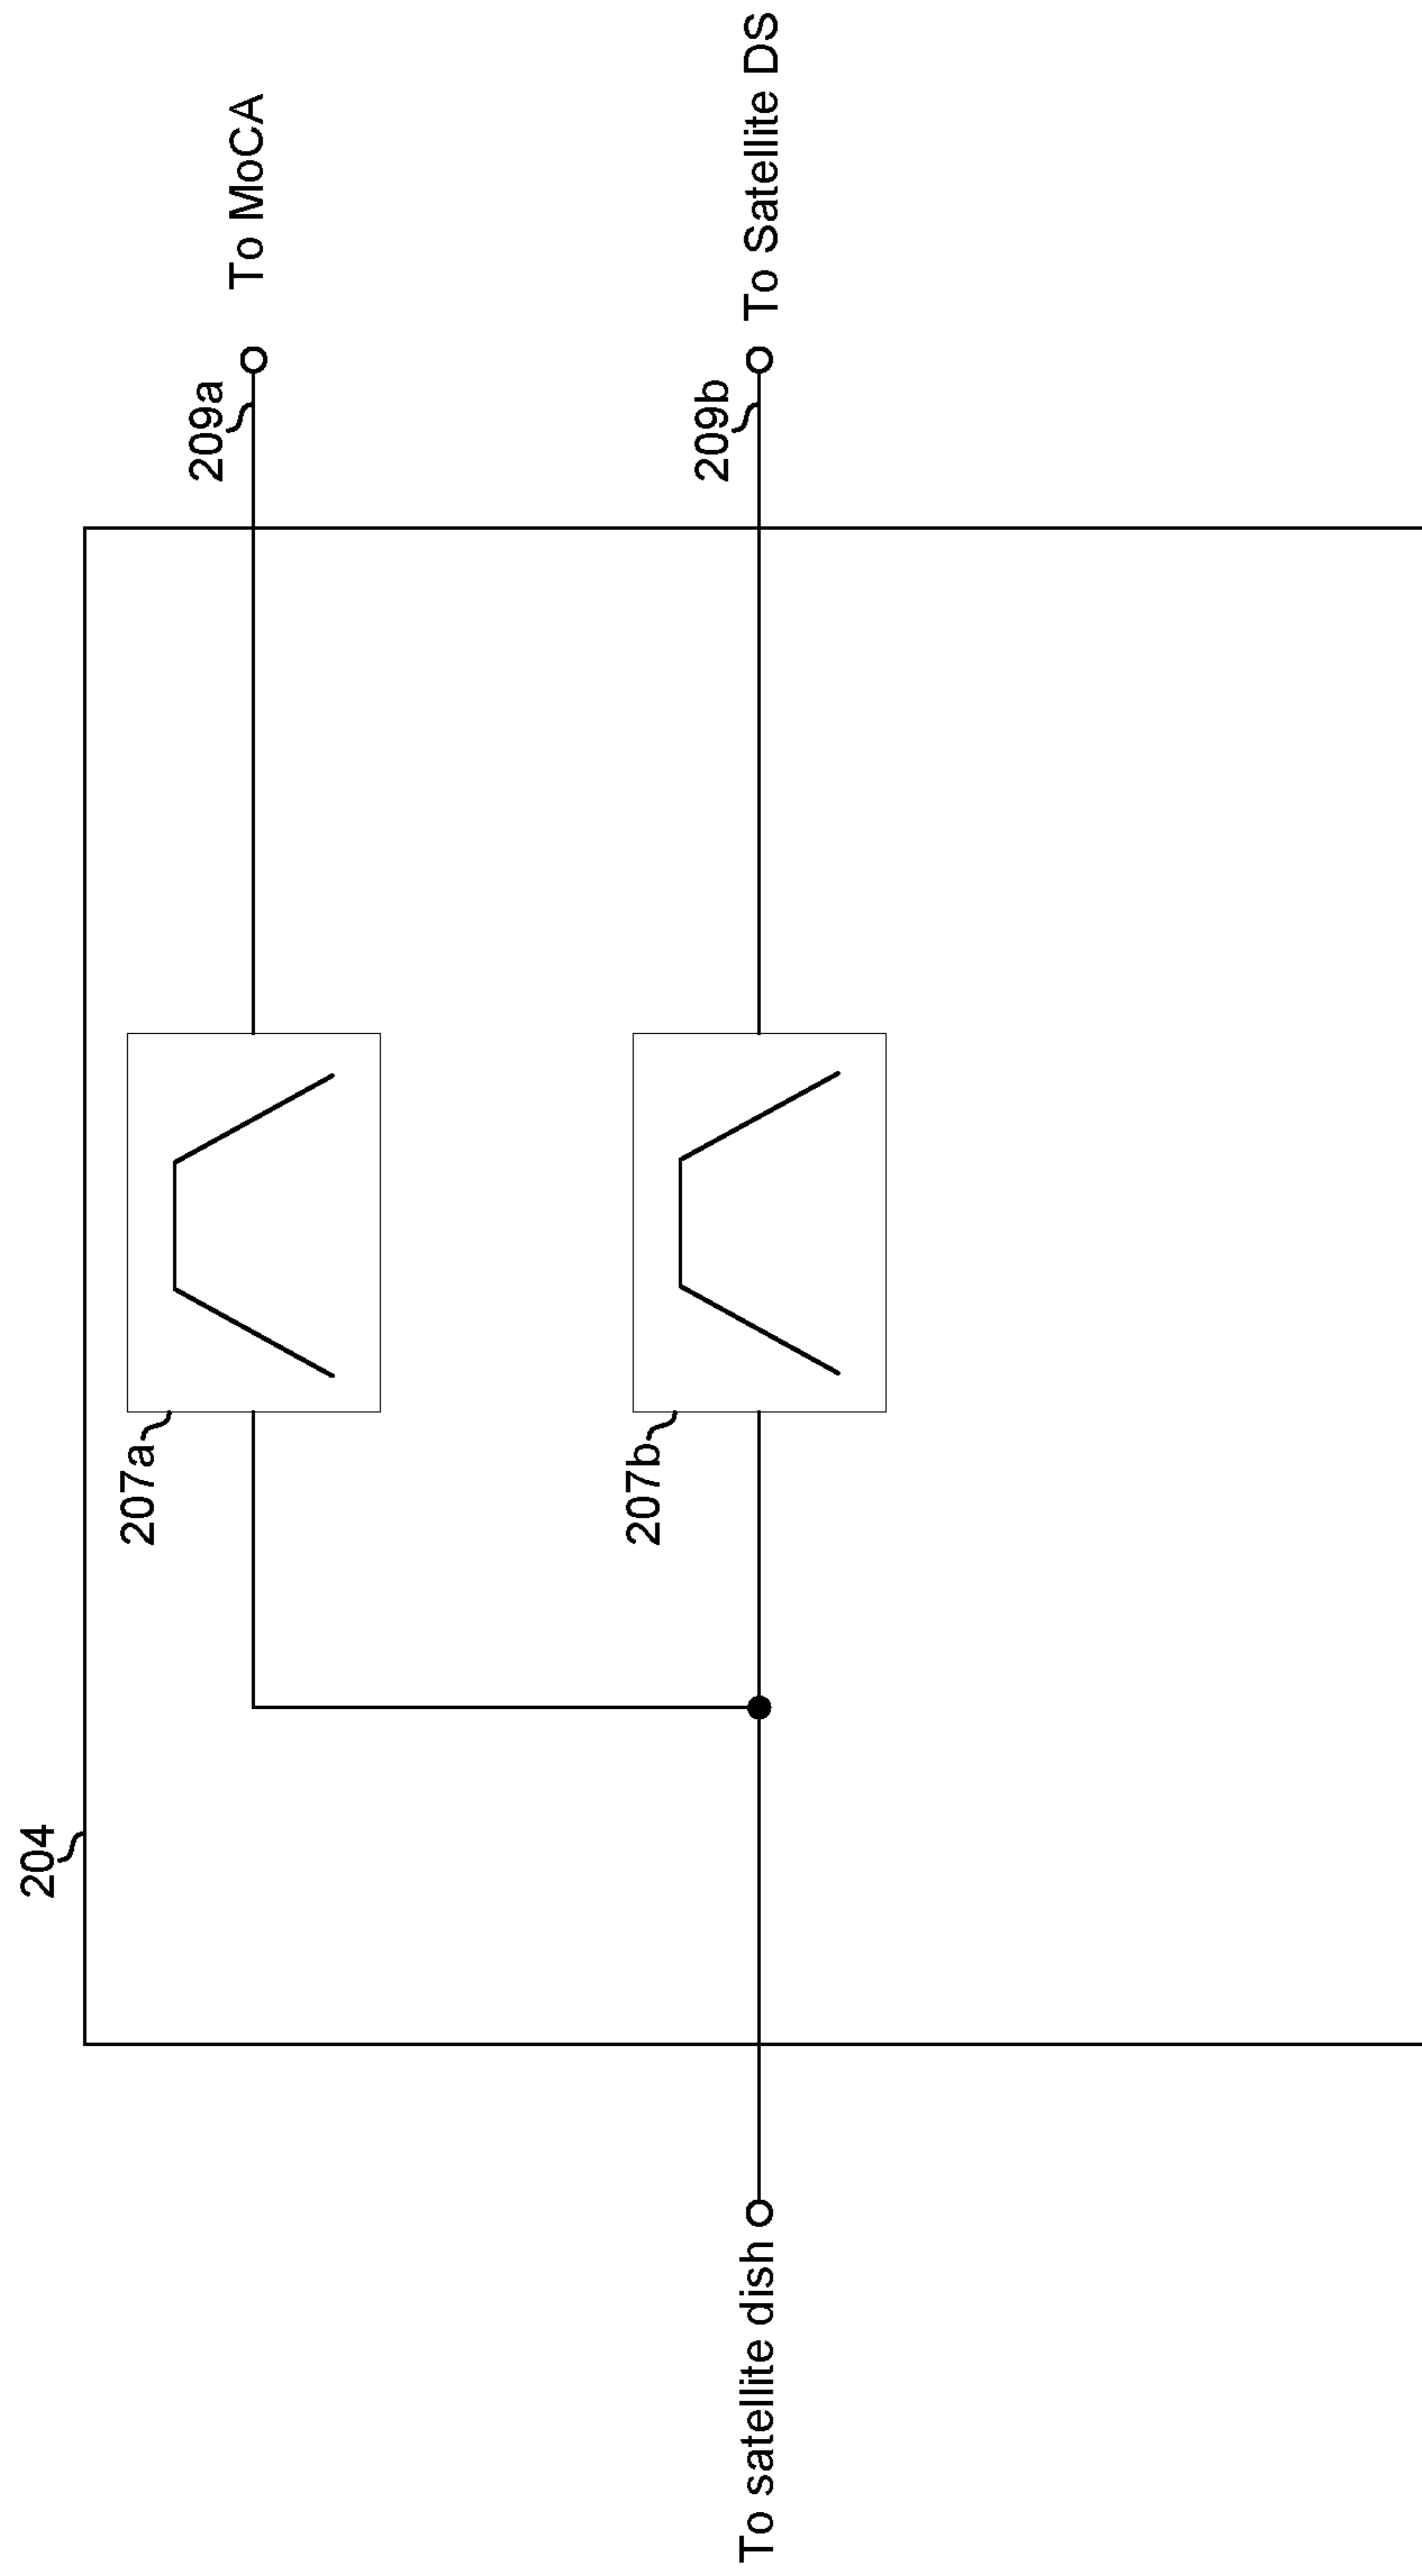 204
207a
209a
To MoCA
207b
209b
To satellite dish
To Satellite DS